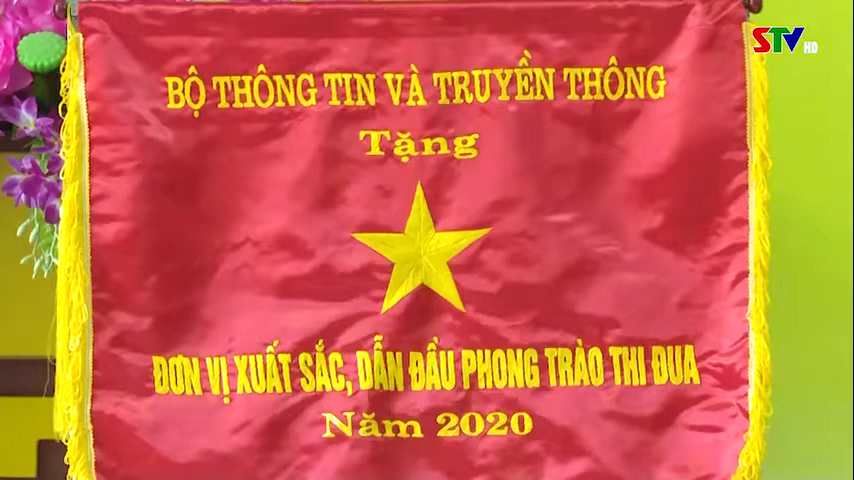 STV HD
BỘ THÔNG TIN VÀ TRUYỀN THÔNG
Tặng
ĐƠN VỊ XUẤT SẮC, DẪN ĐẦU PHONG TRÀO THI ĐUA
Năm 2020